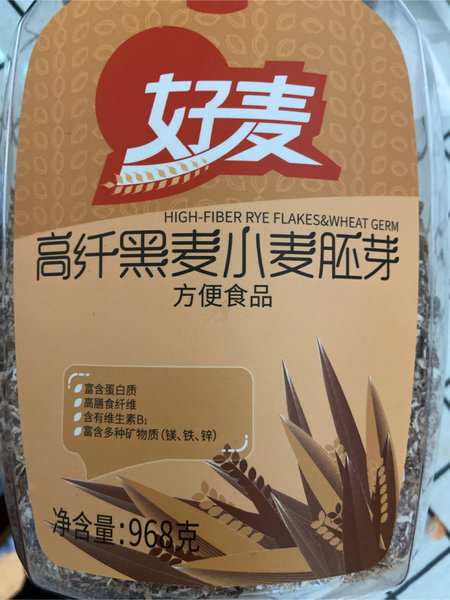 好麦
HIGH-FIBER RYE FLAKES&WHEAT GERM
高纤黑麦小麦胚芽
方便食品
富含蛋白质
高膳食纤维
含有维生素B₁
富含多种矿物质(镁、铁、锌)
净含量:968克